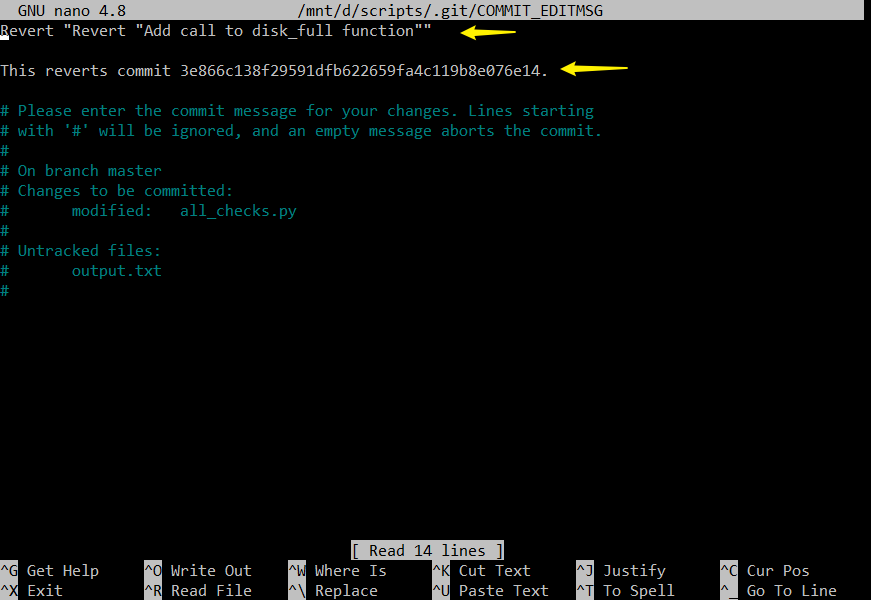 GNU nano 4.8 /mnt/d/scripts/.git/COMMIT_EDITMSG
Revert "Revert "Add call to disk_full function""
This reverts commit 3e866c138f29591dfb622659fa4c119b8e076e14.
# Please enter the commit message for your changes. Lines starting
# with '#' will be ignored, and an empty message aborts the commit.
#
# On branch master
# Changes to be committed:
#       modified:   all_checks.py
#
# Untracked files:
#       output.txt
#
[ Read 14 lines ]
^G Get Help ^O Write Out ^W Where Is ^K Cut Text ^J Justify ^C Cur Pos
^X Exit ^R Read File ^\ Replace ^U Paste Text ^T To Spell ^_ Go To Line